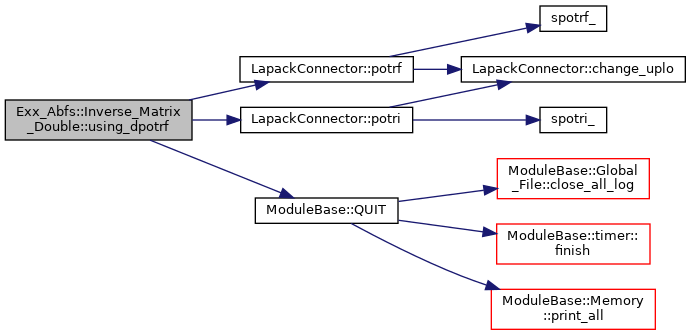 spotrf_
LapackConnector::potrf
LapackConnector::change_uplo
Exx_Abfs::Inverse_Matrix
_Double::using_dpotrf
LapackConnector::potri
spotri_
ModuleBase::Global
_File::close_all_log
ModuleBase::QUIT
ModuleBase::timer::
finish
ModuleBase::Memory
::print_all